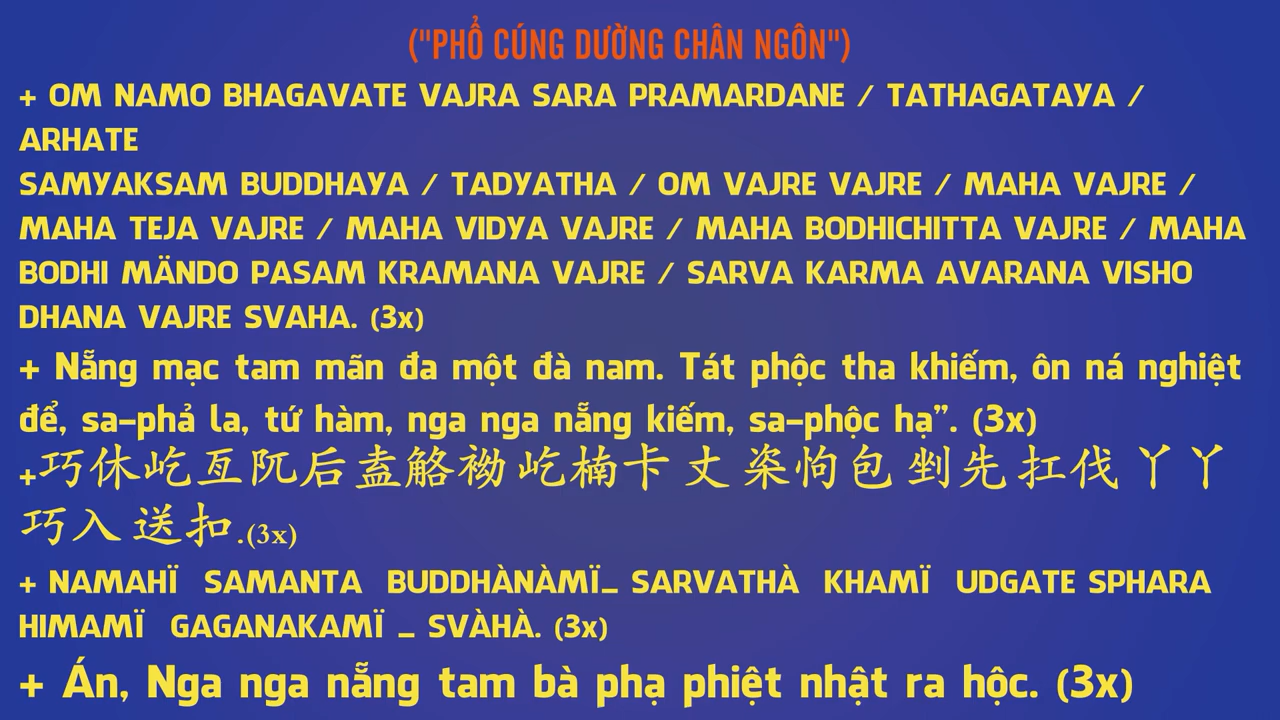 ("PHỔ CÚNG DƯỜNG CHÂN NGÔN")
+ OM NAMO BHAGAVATE VAJRA SARA PRAMARDANE / TATHAGATAYA /
ARHATE
SAMYAKSAM BUDDHAYA / TADYATHA / OM VAJRE VAJRE / MAHA VAJRE /
MAHA TEJA VAJRE / MAHA VIDYA VAJRE / MAHA BODHICHITTA VAJRE / MAHA
BODHI MÄNDO PASAM KRAMANA VAJRE / SARVA KARMA AVARANA VISHO
DHANA VAJRE SVAHA. (3x)
+ Nẵng mạc tam mãn đa một đà nam. Tát phộc tha khiếm, ôn ná nghiệt
để, sa-phả la, tứ hàm, nga nga nẵng kiếm, sa-phộc hạ”. (3x)
+巧休屹亙阢后盍觡袎屹楠卡丈姿怐包剉先扛伐丫丫
巧入送扣.(3x)
+ NAMAHÏ SAMANTA BUDDHÀNÀMÏ_ SARVATHÀ KHAMÏ UDGATE SPHARA
HIMAMÏ GAGANAKAMÏ _ SVÀHÀ. (3x)
+ Án, Nga nga nẵng tam bà phạ phiệt nhật ra hộc. (3x)